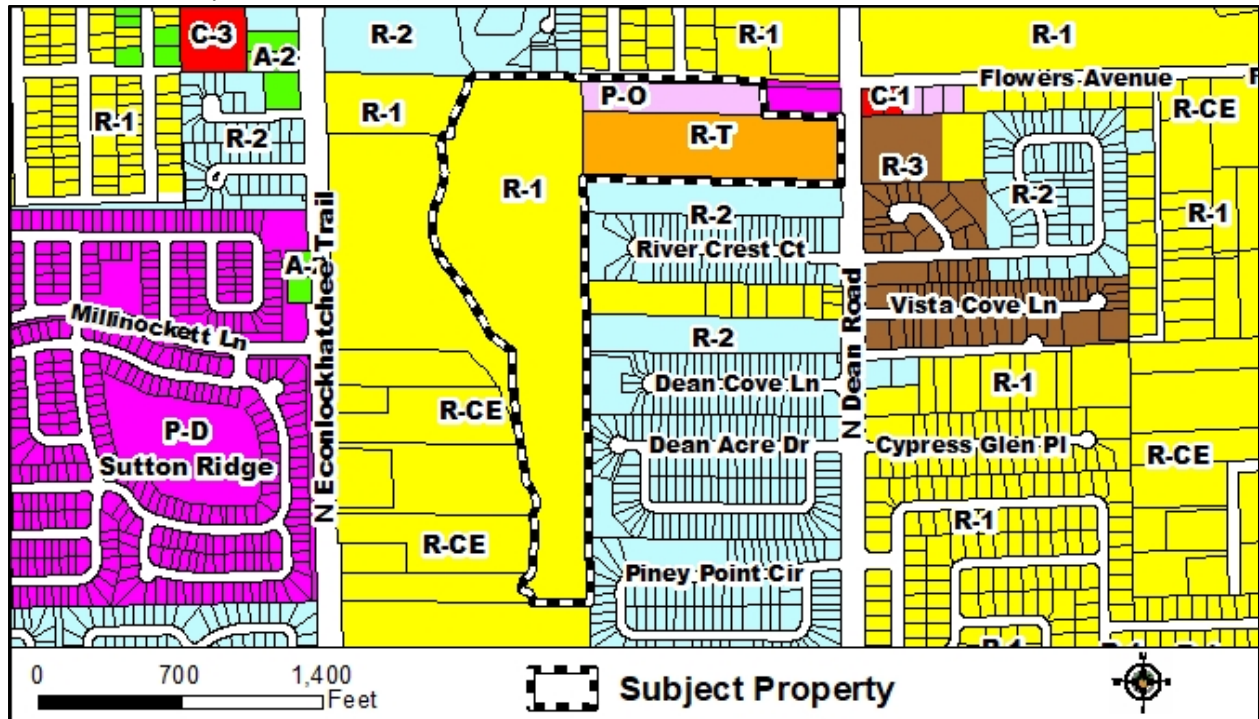 C-3
A-2
R-2
R-1
R-1
Flowers Avenue
R-1
R-1
P-O
C-1
R-CE
R-2
R-T
R-3
R-1
R-2
R-2
R-1
River Crest Ct
N Econlockhatchee Trail
Millinockett Ln
Vista Cove Ln
R-2
N Dean Road
R-1
Dean Cove Ln
R-CE
P-D
Sutton Ridge
Dean Acre Dr
Cypress Glen Pl
R-CE
R-1
R-CE
Piney Point Cir
0 700 1,400
Feet
Subject Property